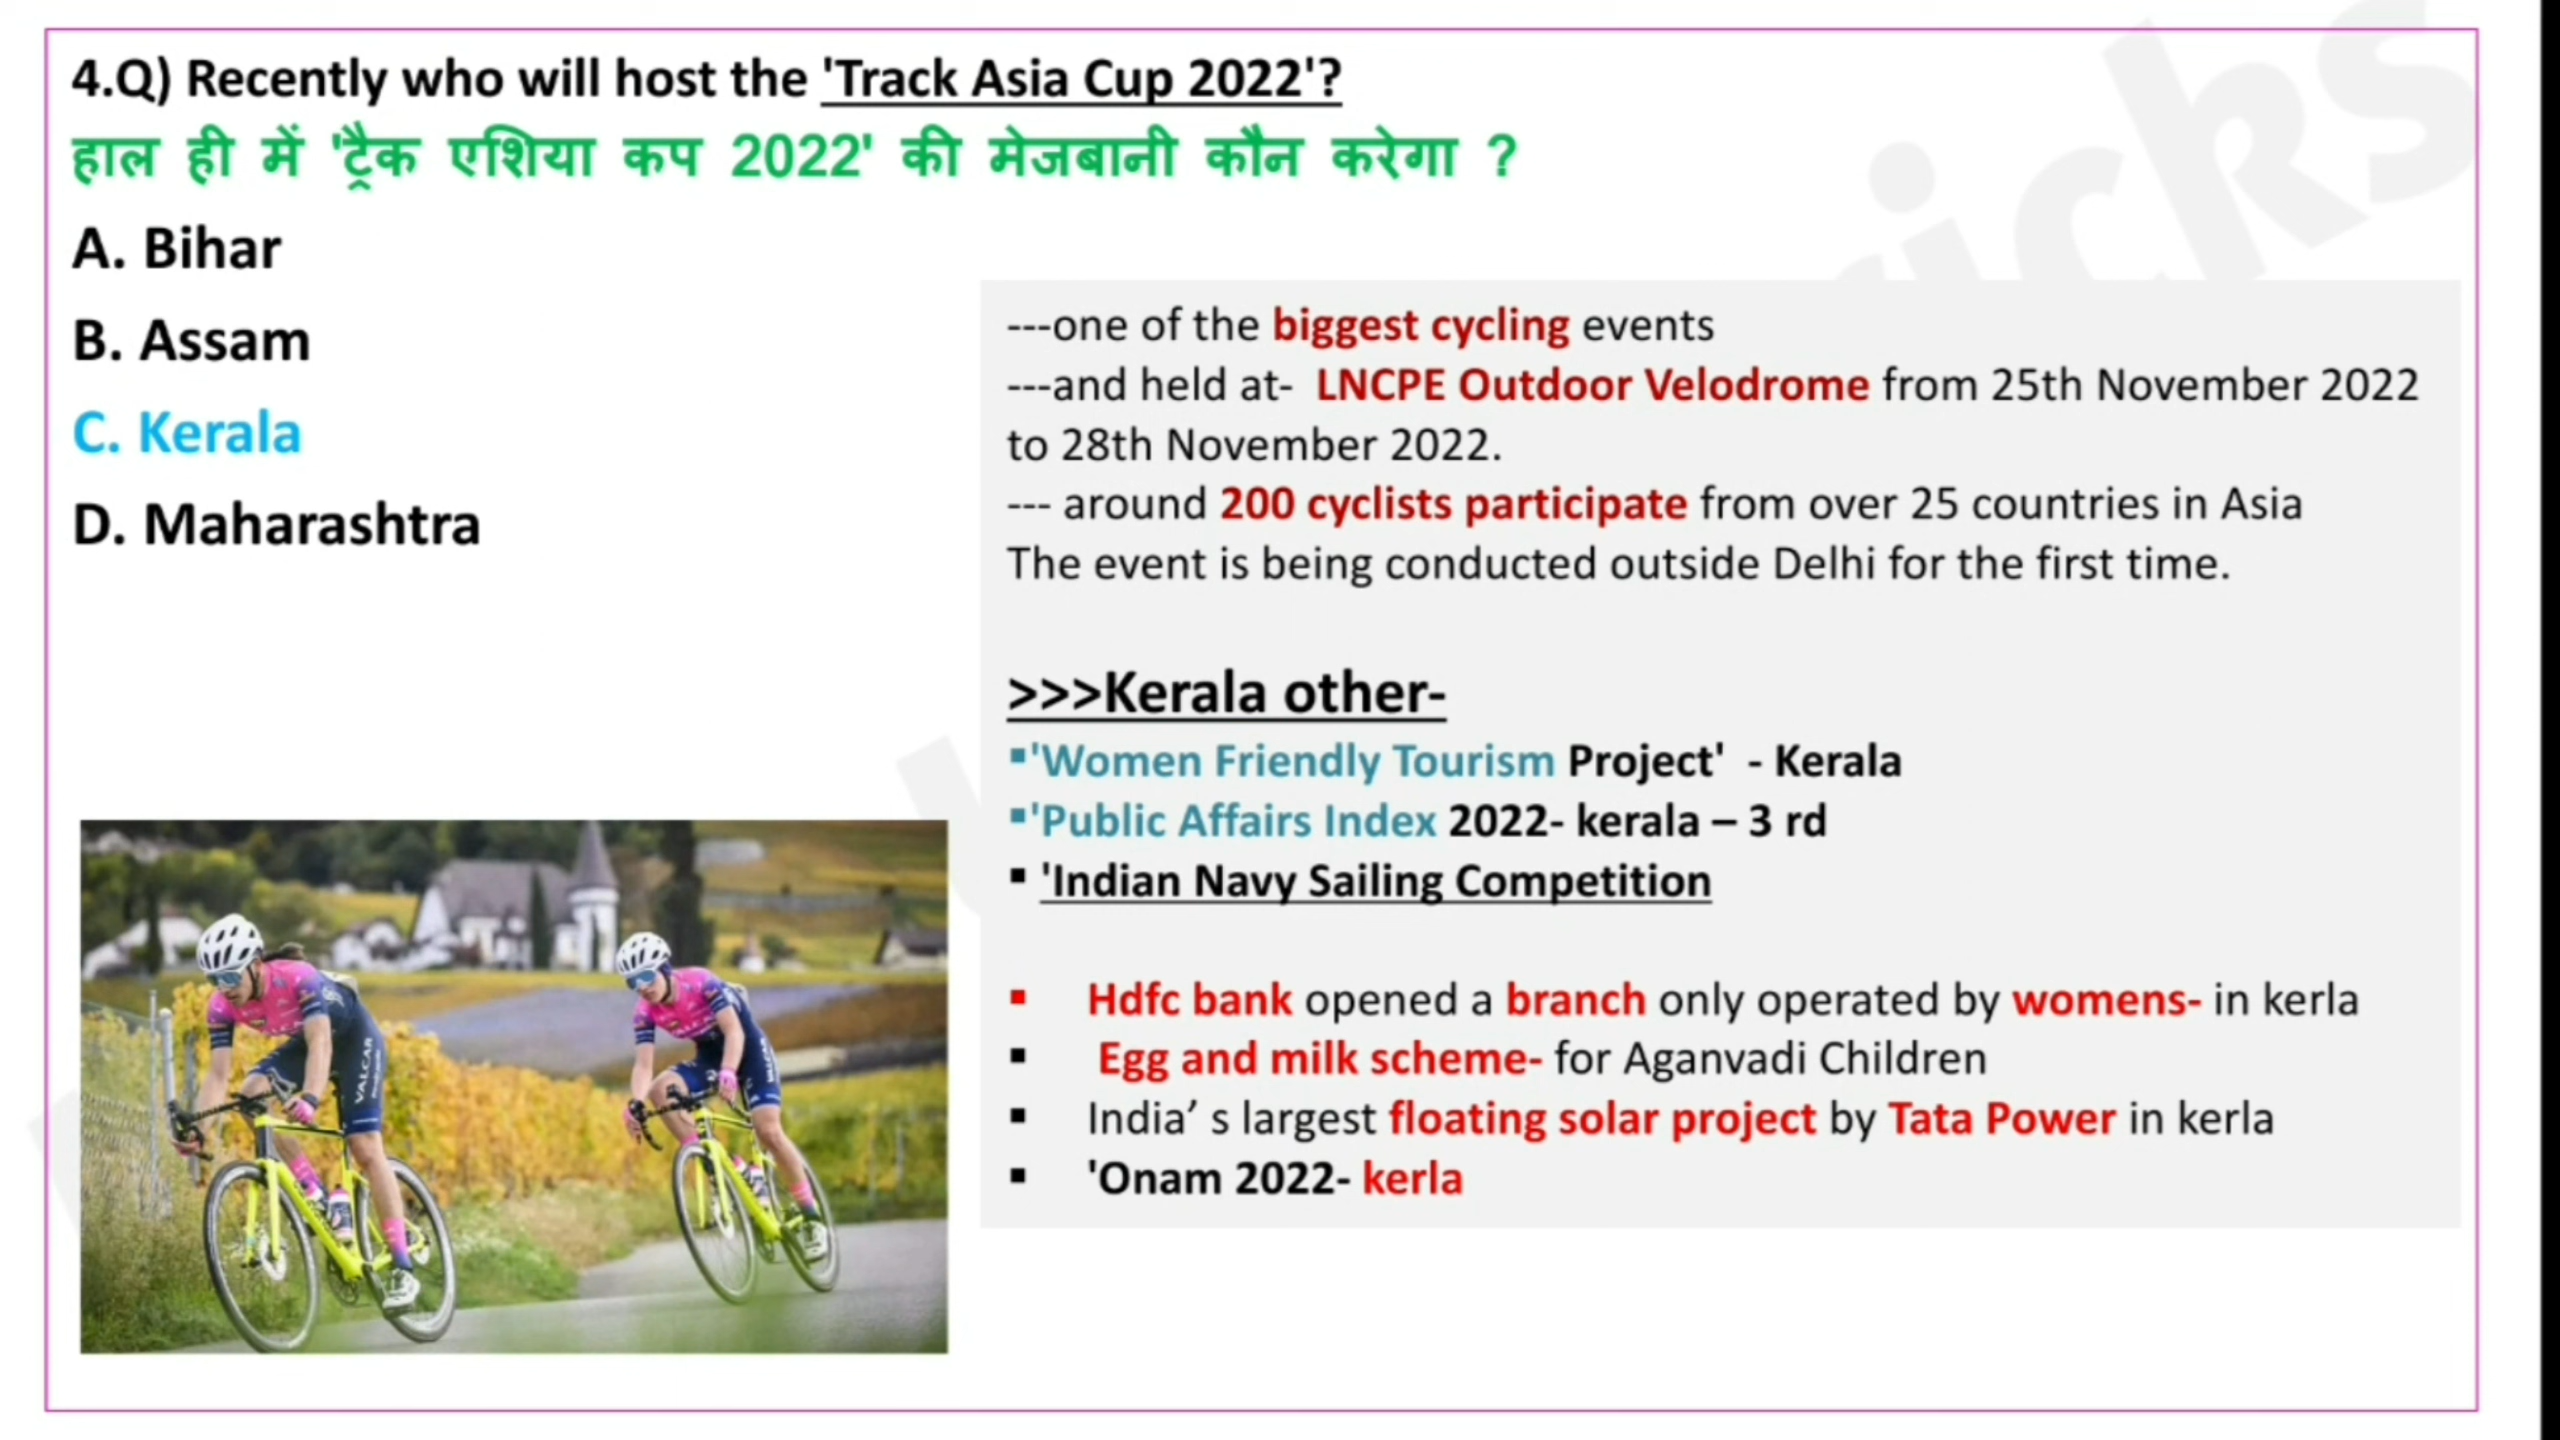 4.Q) Recently who will host the 'Track Asia Cup 2022'?
हाल ही में 'ट्रैक एशिया कप 2022' की मेजबानी कौन करेगा ?
A. Bihar
B. Assam
C. Kerala
D. Maharashtra
---one of the biggest cycling events
---and held at- LNCPE Outdoor Velodrome from 25th November 2022
to 28th November 2022.
--- around 200 cyclists participate from over 25 countries in Asia
The event is being conducted outside Delhi for the first time.
>>>Kerala other-
▪'Women Friendly Tourism Project' - Kerala
▪'Public Affairs Index 2022- kerala – 3 rd
▪ 'Indian Navy Sailing Competition
▪ Hdfc bank opened a branch only operated by womens- in kerla
▪ Egg and milk scheme- for Aganvadi Children
▪ India’ s largest floating solar project by Tata Power in kerla
▪ 'Onam 2022- kerla
VALCAR